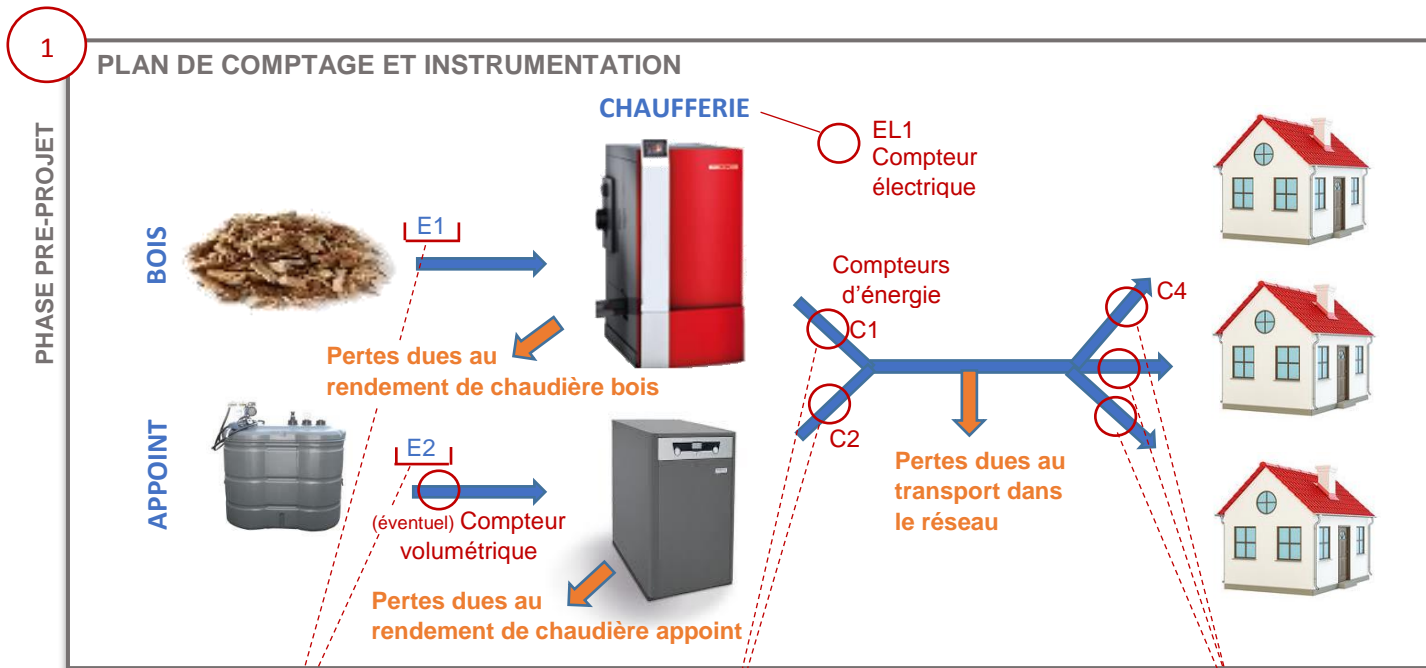 1
PLAN DE COMPTAGE ET INSTRUMENTATION
PHASE PRE-PROJET
CHAUFFERIE
EL1
Compteur
électrique
BOIS
E1
Compteurs
d'énergie
C1
C4
Pertes dues au
rendement de chaudière bois
APPOINT
E2
(éventuel) Compteur
volumétrique
C2
Pertes dues au
transport dans
le réseau
Pertes dues au
rendement de chaudière appoint